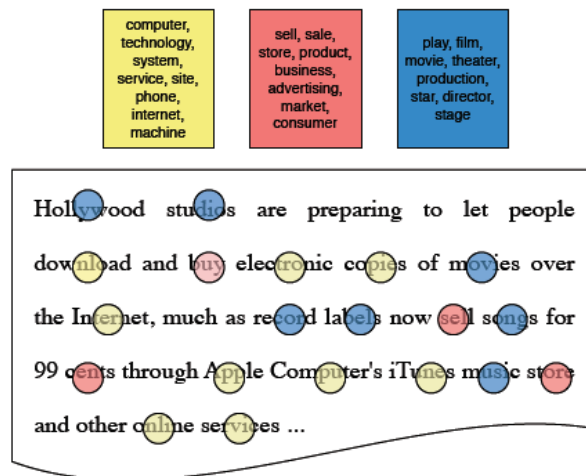 computer,
technology,
system,
service, site,
phone,
internet,
machine
sell, sale,
store, product,
business,
advertising,
market,
consumer
play, film,
movie, theater,
production,
star, director,
stage
Hollywood studios are preparing to let people
download and buy electronic copies of movies over
the Internet, much as record labels now sell songs for
99 cents through Apple Computer's iTunes music store
and other online services ...